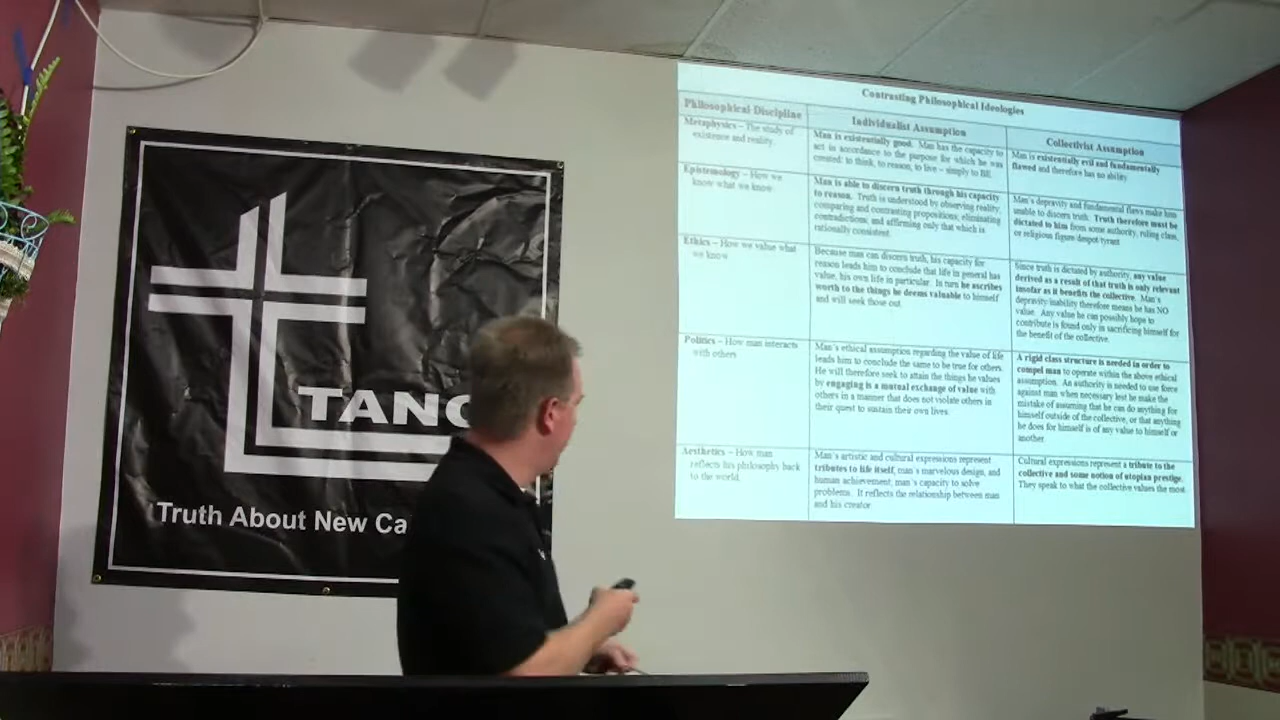 TANC
Truth About New Ca
Contrasting Philosophical Ideologies
Philosophical Discipline
Individualist Assumption
Collectivist Assumption
Metaphysics – The study of
existence and reality.
Man is existentially good. Man has the capacity to
act in accordance to the purpose for which he was
created: to think, to reason, to live – simply to BE.
Man is existentially evil and fundamentally
flawed and therefore has no ability.
Epistemology – How we
know what we know
Man is able to discern truth through his capacity
to reason. Truth is understood by observing reality,
comparing and contrasting propositions, eliminating
contradictions, and affirming only that which is
rationally consistent.
Man's depravity and fundamental flaws make him
unable to discern truth. Truth therefore must be
dictated to him from some authority, ruling class,
or religious figure/despot/tyrant
Ethics – How we value what
we know
Because man can discern truth, his capacity for
reason leads him to conclude that life in general has
value, his own life in particular. In turn he ascribes
worth to the things he deems valuable to himself
and will seek those out.
Since truth is dictated by authority, any value
derived as a result of that truth is only relevant
insofar as it benefits the collective. Man's
depravity/inability therefore means he has NO
value. Any value he can possibly hope to
contribute is found only in sacrificing himself for
the benefit of the collective.
Politics – How man interacts
with others
Man's ethical assumption regarding the value of life
leads him to conclude the same to be true for others.
He will therefore seek to attain the things he values
by engaging is a mutual exchange of value with
others in a manner that does not violate others in
their quest to sustain their own lives.
A rigid class structure is needed in order to
compel man to operate within the above ethical
assumption. An authority is needed to use force
against man when necessary lest he make the
mistake of assuming that he can do anything for
himself outside of the collective, or that anything
he does for himself is of any value to himself or
another.
Aesthetics – How man
reflects his philosophy back
to the world.
Man's artistic and cultural expressions represent
tributes to life itself, man's marvelous design, and
human achievement, man's capacity to solve
problems. It reflects the relationship between man
and his creator.
Cultural expressions represent a tribute to the
collective and some notion of utopian prestige.
They speak to what the collective values the most.